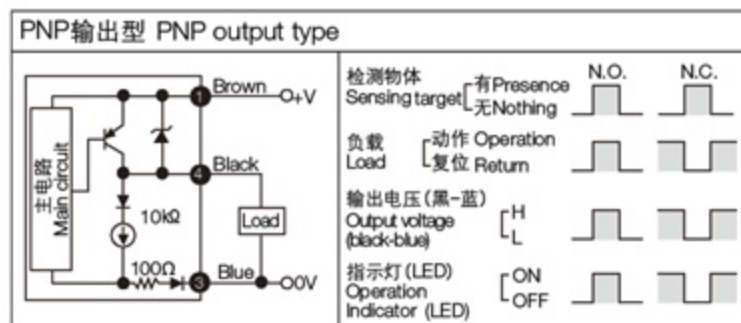 PNP输出型 PNP output type
主电路
Main circuit
1
Brown
+V
4
Black
10kΩ
Load
100Ω
3
Blue
0V
N.O.
N.C.
检测物体
Sensing target
有Presence
无Nothing
负载
Load
动作 Operation
复位 Return
输出电压(黑-蓝)
Output voltage
(black-blue)
H
L
指示灯(LED)
Operation
Indicator (LED)
ON
OFF